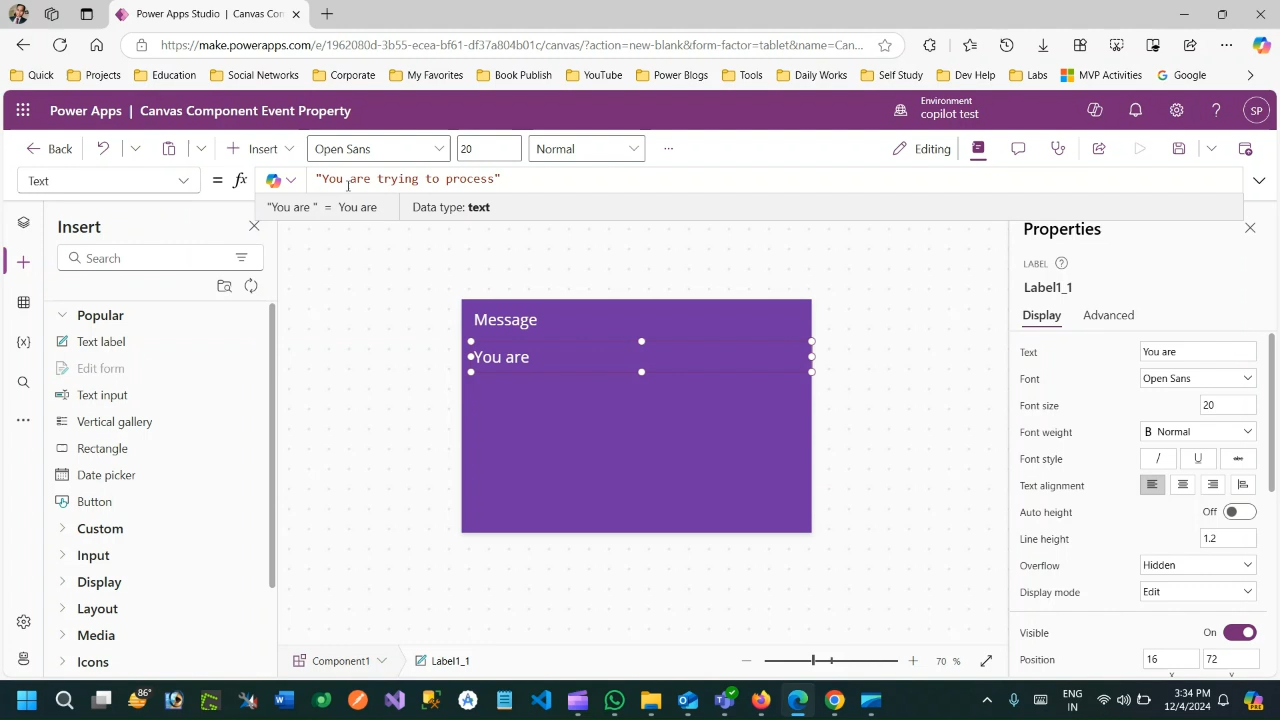 Power Apps Studio | Canvas Com
https://make.powerapps.com/e/1962080d-3b55-ecea-bf61-df37a804b01c/canvas/?action=new-blank&form-factor=tablet&name=Can...
Quick Projects Education Social Networks Corporate My Favorites Book Publish YouTube Power Blogs Tools Daily Works Self Study Dev Help Labs MVP Activities Google
Power Apps | Canvas Component Event Property
Environment
copilot test
SP
Back Insert Open Sans 20 Normal ... Editing
Text = fx "You are trying to process"
"You are " = You are Data type: text
Insert
Search
Popular
Text label
Edit form
Text input
Vertical gallery
Rectangle
Date picker
Button
Custom
Input
Display
Layout
Media
Icons
Message
You are
Component1 Label1_1 70 %
Properties
LABEL
Label1_1
Display Advanced
Text You are
Font Open Sans
Font size 20
Font weight B Normal
Font style / U abc
Text alignment
Auto height Off
Line height 1.2
Overflow Hidden
Display mode Edit
Visible On
Position 16 72
X Y
86°
ENG
IN
3:34 PM
12/4/2024